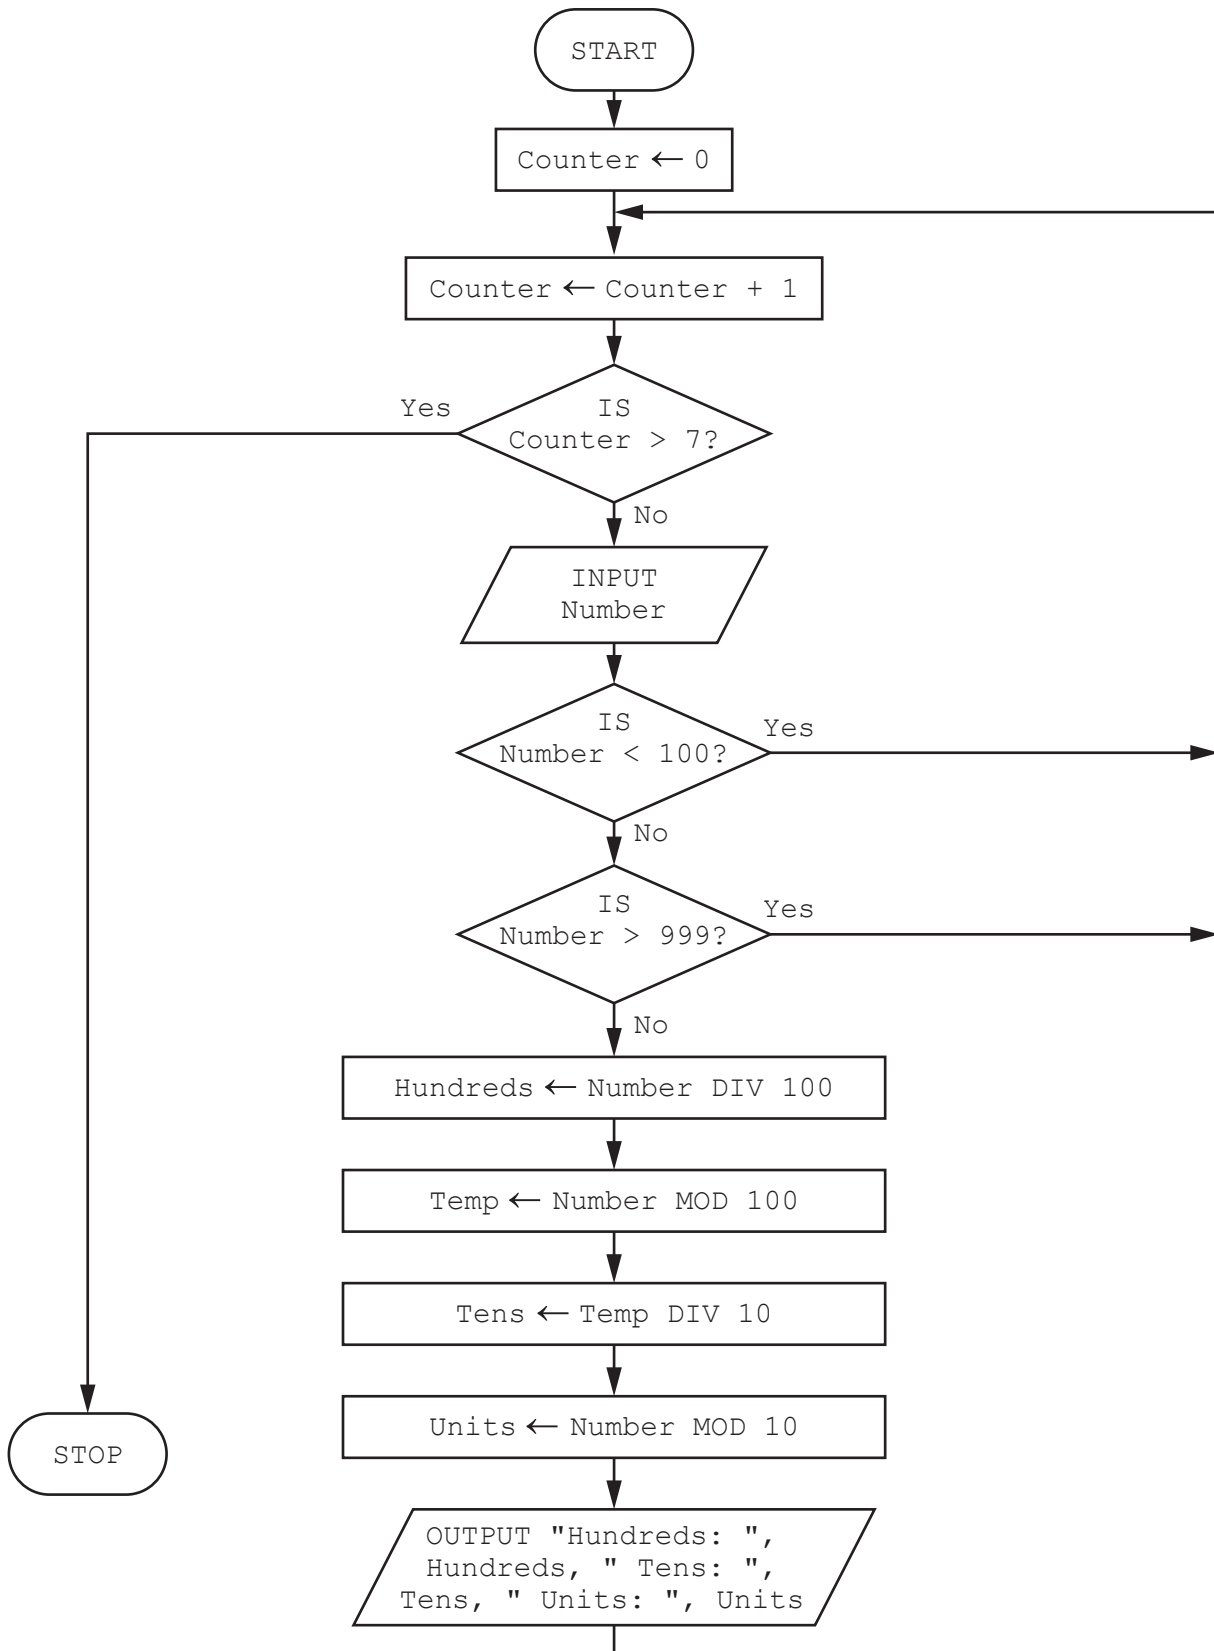 START
Counter ← 0
Counter ← Counter + 1
Yes
IS
Counter > 7?
No
INPUT
Number
IS
Number < 100?
Yes
No
IS
Number > 999?
Yes
No
Hundreds ← Number DIV 100
Temp ← Number MOD 100
Tens ← Temp DIV 10
Units ← Number MOD 10
STOP
OUTPUT "Hundreds: ",
Hundreds, " Tens: ",
Tens, " Units: ", Units